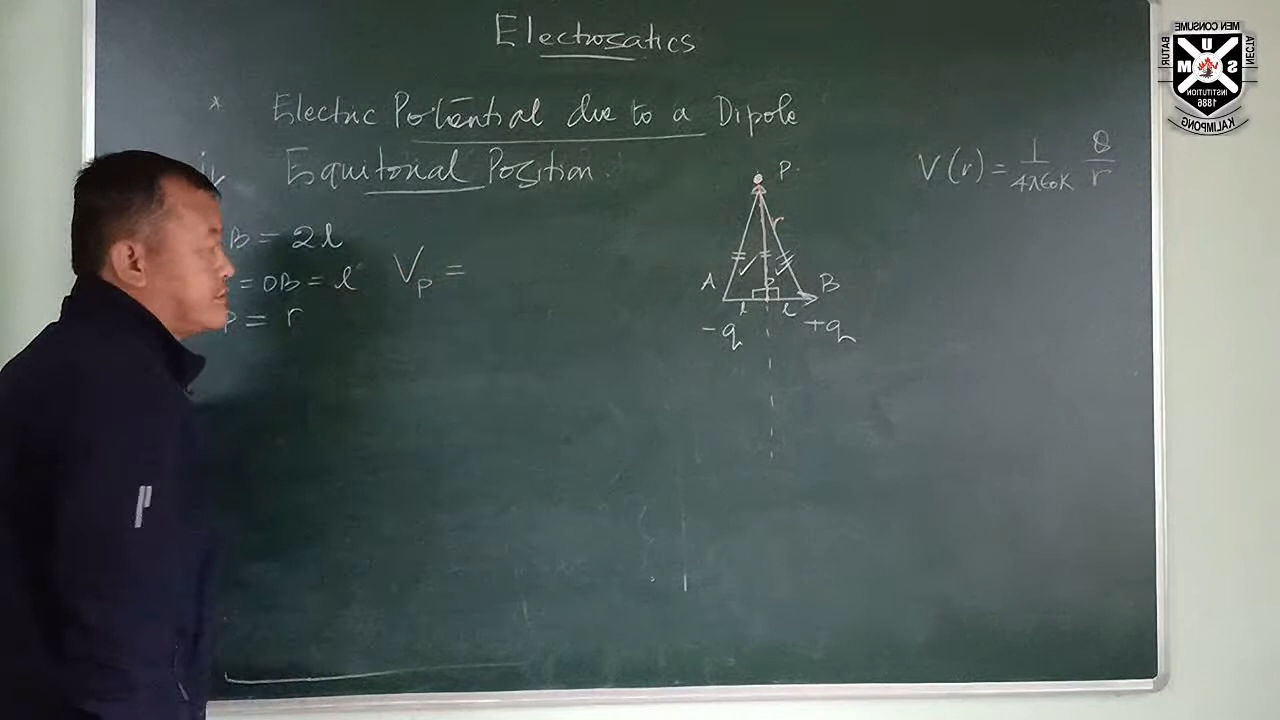 Electrosatics
* Electric Potential due to a Dipole
Equitorial Position.
B = 2l
= OB = l
P = r
V_P =
P.
r
A
B
l
l
-q
+q
V(r) = 1/4πε0K Q/r
MEN CONSUME
NECTA
BATUR
U
S M
INSTITUTION
1886
KALIMPONG